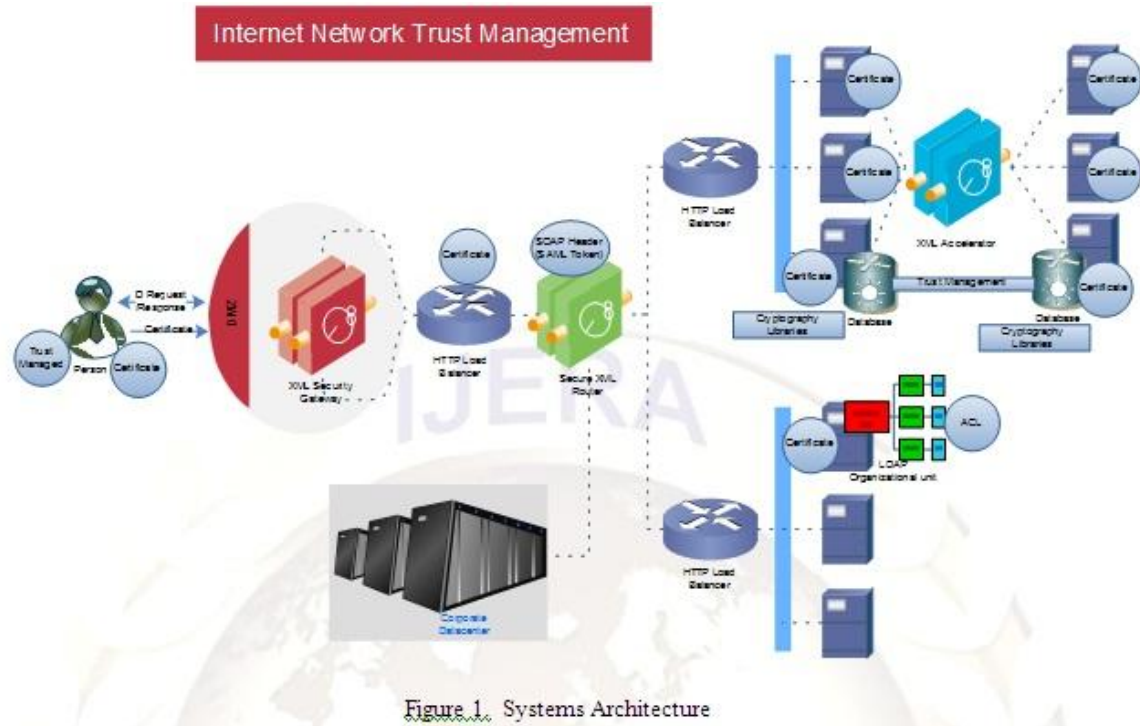 Internet Network Trust Management
Certificate
Certificate
Certificate
Certificate
HTTP Load
Balancer
XML Accelerator
SOAP Header
(SAML Token)
Certificate
ID Request
Response
Certificate
DMZ
Trust
Managed
Person
Certificate
XML Security
Gateway
HTTP Load
Balancer
Secure XML
Router
Certificate
Trust Management
Certificate
Database
Database
Cryptography
Libraries
Cryptography
Libraries
IJERA
Certificate
ACL
LDAP
Organizational unit
HTTP Load
Balancer
Corporate
Datacenter
Figure 1. Systems Architecture